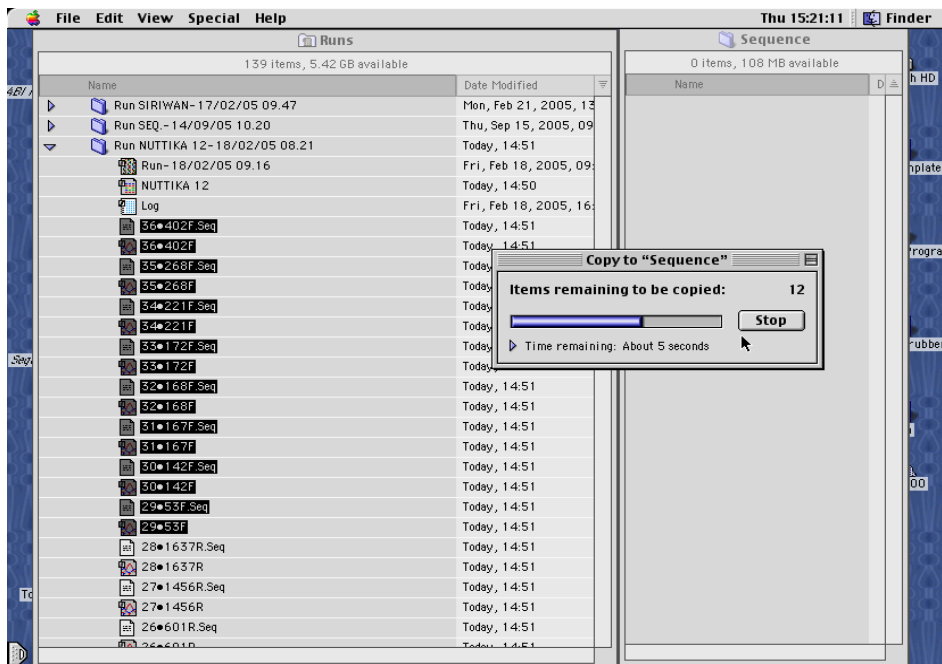 File Edit View Special Help Thu 15:21:11 Finder
Runs
139 items, 5.42 GB available
Name Date Modified
Run SIRIWAN-17/02/05 09.47 Mon, Feb 21, 2005, 13
Run SEQ.-14/09/05 10.20 Thu, Sep 15, 2005, 09
Run NUTTIKA 12-18/02/05 08.21 Today, 14:51
Run-18/02/05 09.16 Fri, Feb 18, 2005, 09:
NUTTIKA 12 Today, 14:50
Log Fri, Feb 18, 2005, 16:
36•402F.Seq Today, 14:51
36•402F Today, 14:51
35•268F.Seq Today
35•268F Today
34•221F.Seq Today
34•221F Today
33•172F.Seq Today
33•172F Today,
32•168F.Seq Today, 14:51
32•168F Today, 14:51
31•167F.Seq Today, 14:51
31•167F Today, 14:51
30•142F.Seq Today, 14:51
30•142F Today, 14:51
29•53F.Seq Today, 14:51
29•53F Today, 14:51
28•1637R.Seq Today, 14:51
28•1637R Today, 14:51
27•1456R.Seq Today, 14:51
27•1456R Today, 14:51
26•601R.Seq Today, 14:51
Sequence
0 items, 108 MB available
Name D
Copy to “Sequence”
Items remaining to be copied: 12
Stop
Time remaining: About 5 seconds
h HD
nplate
Progra
rubbe
00